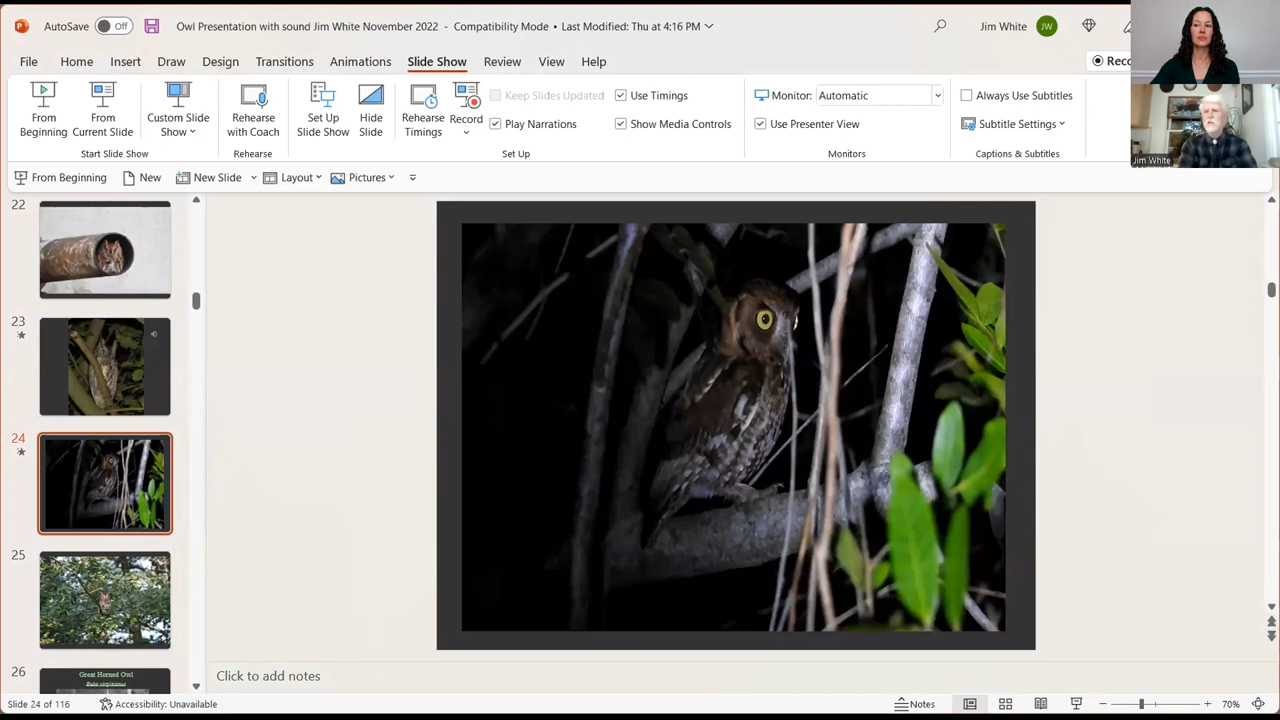 AutoSave Off Owl Presentation with sound Jim White November 2022 - Compatibility Mode • Last Modified: Thu at 4:16 PM Jim White JW
File Home Insert Draw Design Transitions Animations Slide Show Review View Help
From Beginning
From Current Slide
Custom Slide Show
Start Slide Show
Rehearse with Coach
Rehearse
Set Up Slide Show
Hide Slide
Rehearse Timings
Record
Keep Slides Updated
Play Narrations
Use Timings
Show Media Controls
Set Up
Monitor: Automatic
Use Presenter View
Monitors
Always Use Subtitles
Subtitle Settings
Captions & Subtitles
Jim White
From Beginning New New Slide Layout Pictures
22
23
24
25
26
Great Horned Owl
Bubo virginianus
Click to add notes
Slide 24 of 116 Accessibility: Unavailable Notes 70%